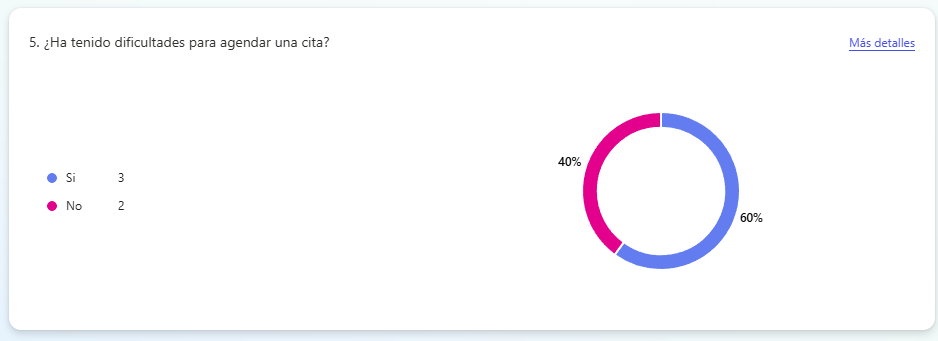 5. ¿Ha tenido dificultades para agendar una cita?
Más detalles
Si 3
No 2
40%
60%